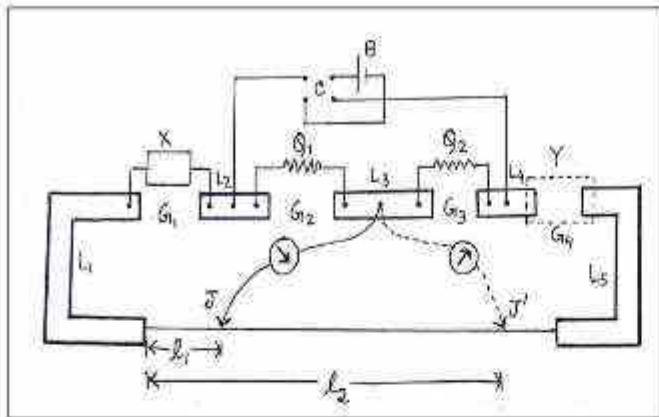 B
C
X
Q₁
Q₂
L₂
L₃
L₄
Y
G₁
G₂
G₃
G₄
L₁
L₅
J
J'
l₁
l₂